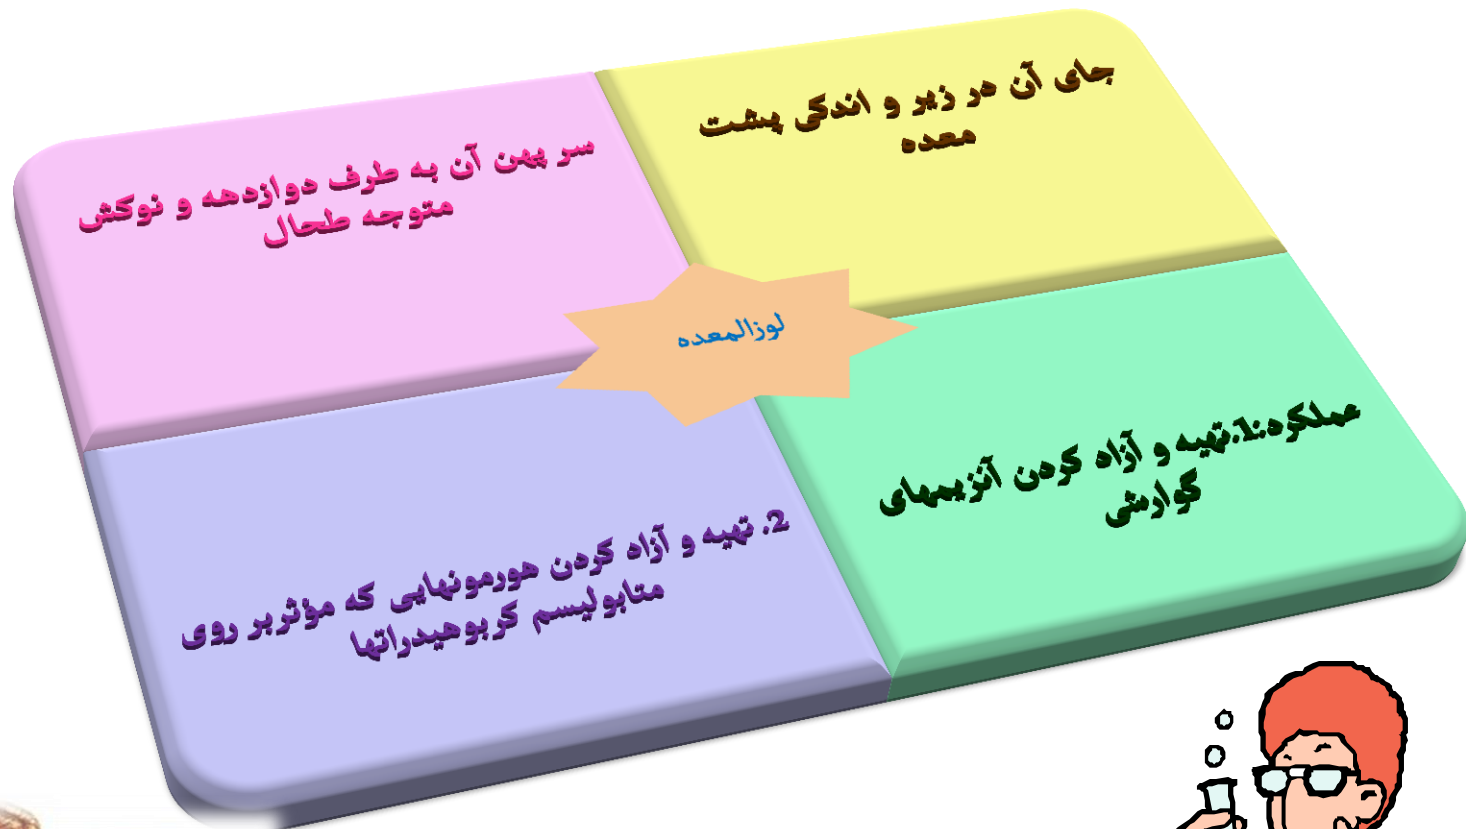 جای آن در زیر و اندکی پشت
معده
سر پهن آن به طرف دوازدهه و نوکش
متوجه طحال
لوزالمعده
عملکرد:1.تهیه و آزاد کردن آنزیمهای
گوارشی
2. تهیه و آزاد کردن هورمونهایی که مؤثربر روی
متابولیسم کربوهیدراتها